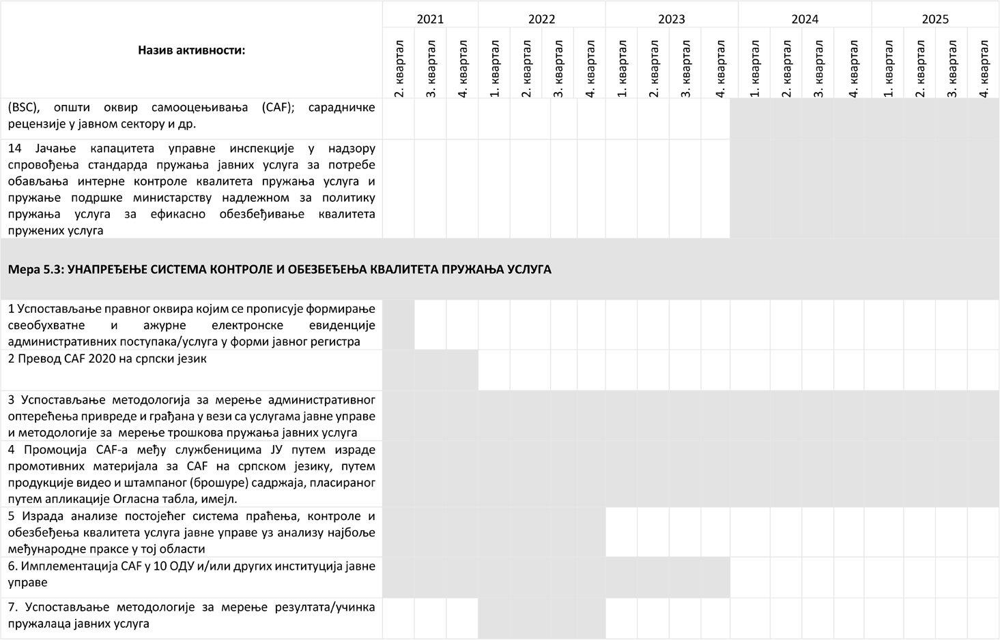 Назив активности:
2021 2022 2023 2024 2025
2. квартал 3. квартал 4. квартал 1. квартал 2. квартал 3. квартал 4. квартал 1. квартал 2. квартал 3. квартал 4. квартал 1. квартал 2. квартал 3. квартал 4. квартал 1. квартал 2. квартал 3. квартал 4. квартал
(BSC), општи оквир самооцењивања (CAF); сарадничке
рецензије у јавном сектору и др.
14 Јачање капацитета управне инспекције у надзору
спровођења стандарда пружања јавних услуга за потребе
обављања интерне контроле квалитета пружања услуга и
пружање подршке министарству надлежном за политику
пружања услуга за ефикасно обезбеђивање квалитета
пружених услуга
Мера 5.3: УНАПРЕЂЕЊЕ СИСТЕМА КОНТРОЛЕ И ОБЕЗБЕЂЕЊА КВАЛИТЕТА ПРУЖАЊА УСЛУГА
1 Успостављање правног оквира којим се прописује формирање
свеобухватне и ажурне електронске евиденције
административних поступака/услуга у форми јавног регистра
2 Превод CAF 2020 на српски језик
3 Успостављање методологија за мерење административног
оптерећења привреде и грађана у вези са услугама јавне управе
и методологије за мерење трошкова пружања јавних услуга
4 Промоција CAF-а међу службеницима ЈУ путем израде
промотивних материјала за CAF на српском језику, путем
продукције видео и штампаног (брошуре) садржаја, пласираног
путем апликације Огласна табла, имејл.
5 Израда анализе постојећег система праћења, контроле и
обезбеђења квалитета услуга јавне управе уз анализу најбоље
међународне праксе у тој области
6. Имплементација CAF у 10 ОДУ и/или других институција јавне
управе
7. Успостављање методологије за мерење резултата/учинка
пружалаца јавних услуга